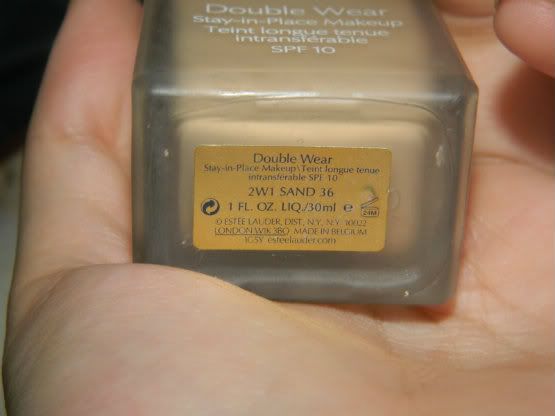 Double Wear
Stay-in-Place Makeup
Teint longue tenue
intransférable
SPF 10
Double Wear
Stay-in-Place Makeup\Teint longue tenue
intransférable SPF 10
2W1 SAND 36
1 FL. OZ. LIQ./30ml e 24M
© ESTĒE LAUDER, DIST., N.Y., N.Y. 10022
LONDON W1K 3BQ MADE IN BELGIUM
1G5Y esteelauder.com